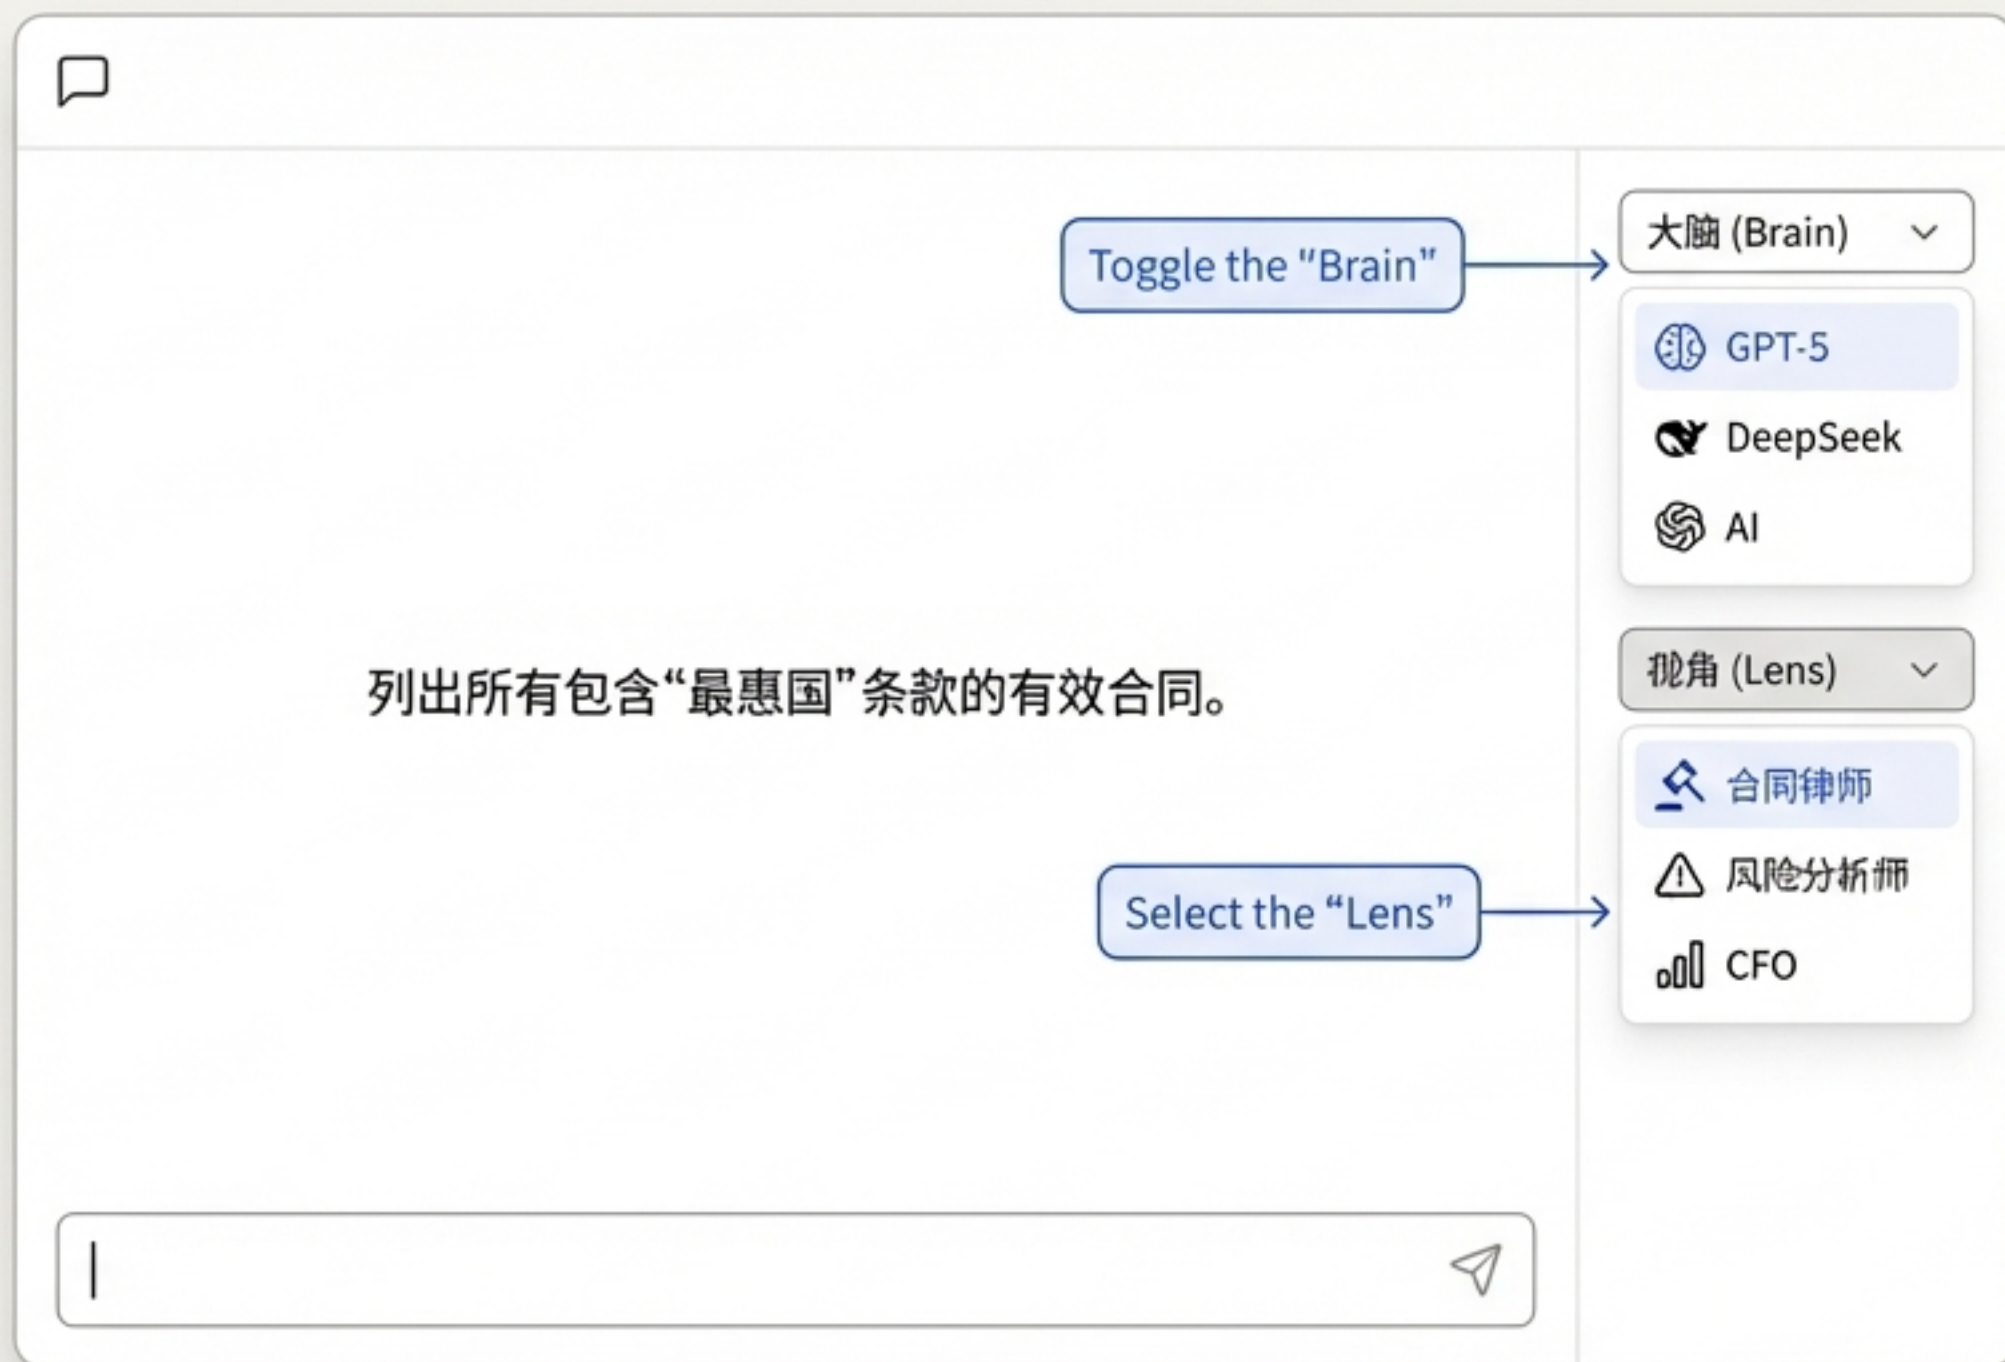 Toggle the "Brain"
大脑 (Brain)
GPT-5
DeepSeek
AI
列出所有包含“最惠国”条款的有效合同。
角 (Lens)
合同律师
Select the “Lens”
风险分析师
CFO